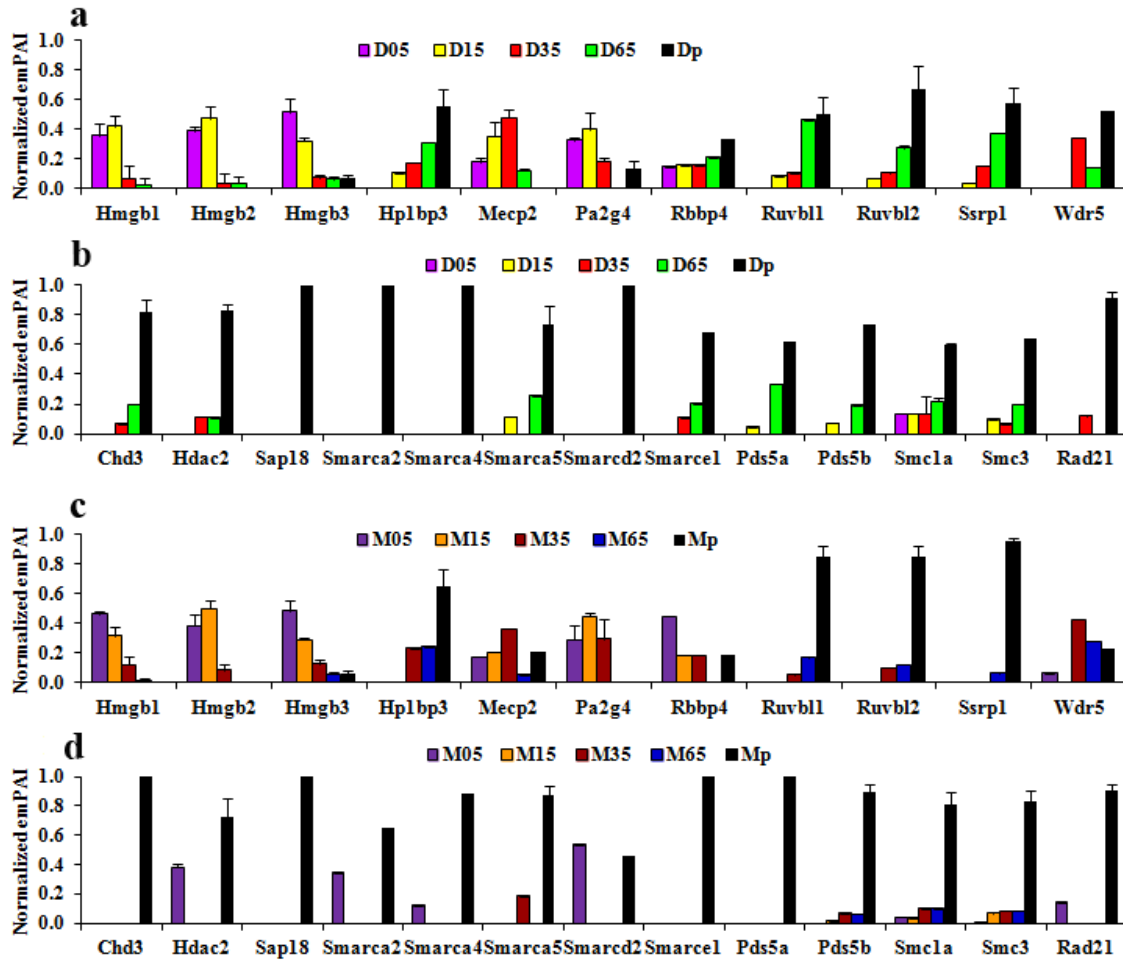 a
Normalized emPAI
D05 D15 D35 D65 Dp
1.0
0.8
0.6
0.4
0.2
0.0
Hmgb1 Hmgb2 Hmgb3 Hp1bp3 Mecp2 Pa2g4 Rbbp4 Ruvbl1 Ruvbl2 Ssrp1 Wdr5
b
Normalized emPAI
D05 D15 D35 D65 Dp
1.0
0.8
0.6
0.4
0.2
0.0
Chd3 Hdac2 Sap18 Smarca2 Smarca4 Smarca5 Smarcd2 Smarce1 Pds5a Pds5b Smc1a Smc3 Rad21
c
Normalized emPAI
M05 M15 M35 M65 Mp
1.0
0.8
0.6
0.4
0.2
0.0
Hmgb1 Hmgb2 Hmgb3 Hp1bp3 Mecp2 Pa2g4 Rbbp4 Ruvbl1 Ruvbl2 Ssrp1 Wdr5
d
Normalized emPAI
M05 M15 M35 M65 Mp
1.0
0.8
0.6
0.4
0.2
0.0
Chd3 Hdac2 Sap18 Smarca2 Smarca4 Smarca5 Smarcd2 Smarce1 Pds5a Pds5b Smc1a Smc3 Rad21